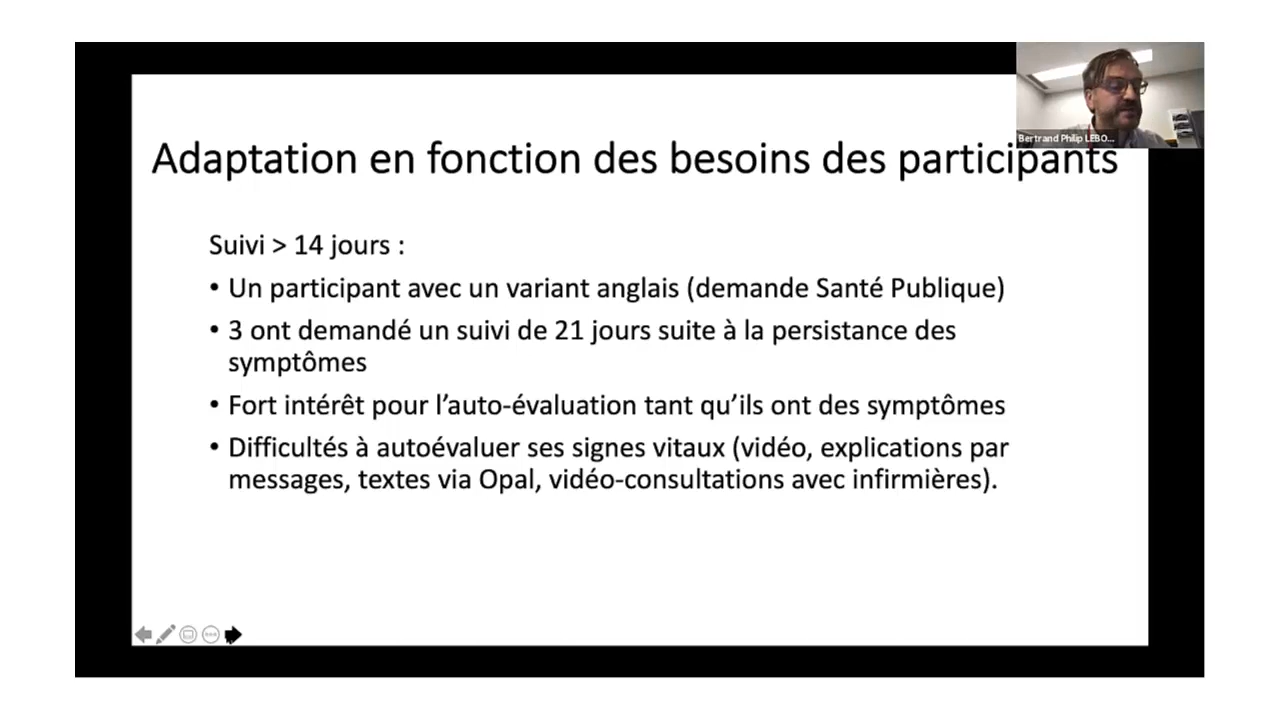 Bertrand Philip LEBO...
Adaptation en fonction des besoins des participants
Suivi > 14 jours :
• Un participant avec un variant anglais (demande Santé Publique)
• 3 ont demandé un suivi de 21 jours suite à la persistance des
symptômes
• Fort intérêt pour l’auto-évaluation tant qu’ils ont des symptômes
• Difficultés à autoévaluer ses signes vitaux (vidéo, explications par
messages, textes via Opal, vidéo-consultations avec infirmières).